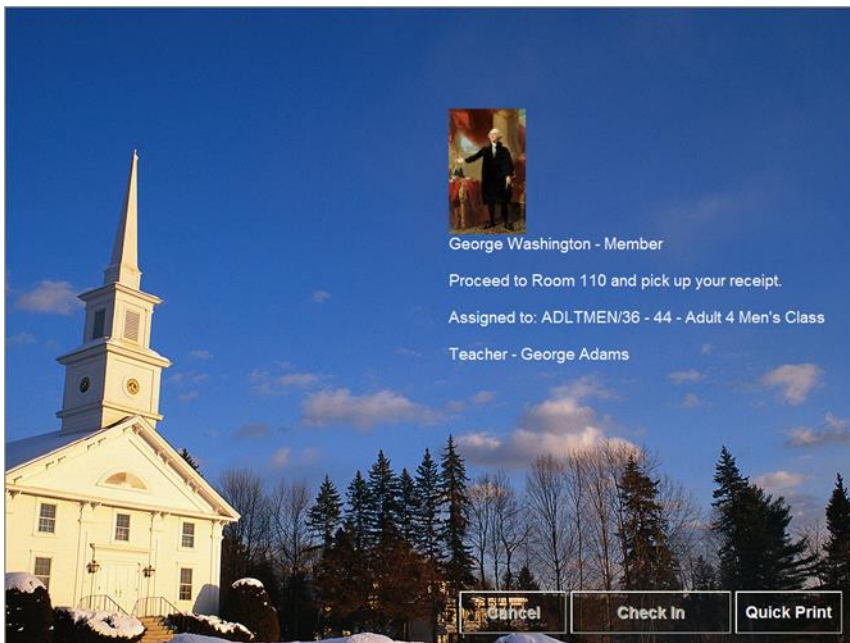 George Washington - Member
Proceed to Room 110 and pick up your receipt.
Assigned to: ADLTMEN/36 - 44 - Adult 4 Men's Class
Teacher - George Adams
Cancel
Check In
Quick Print